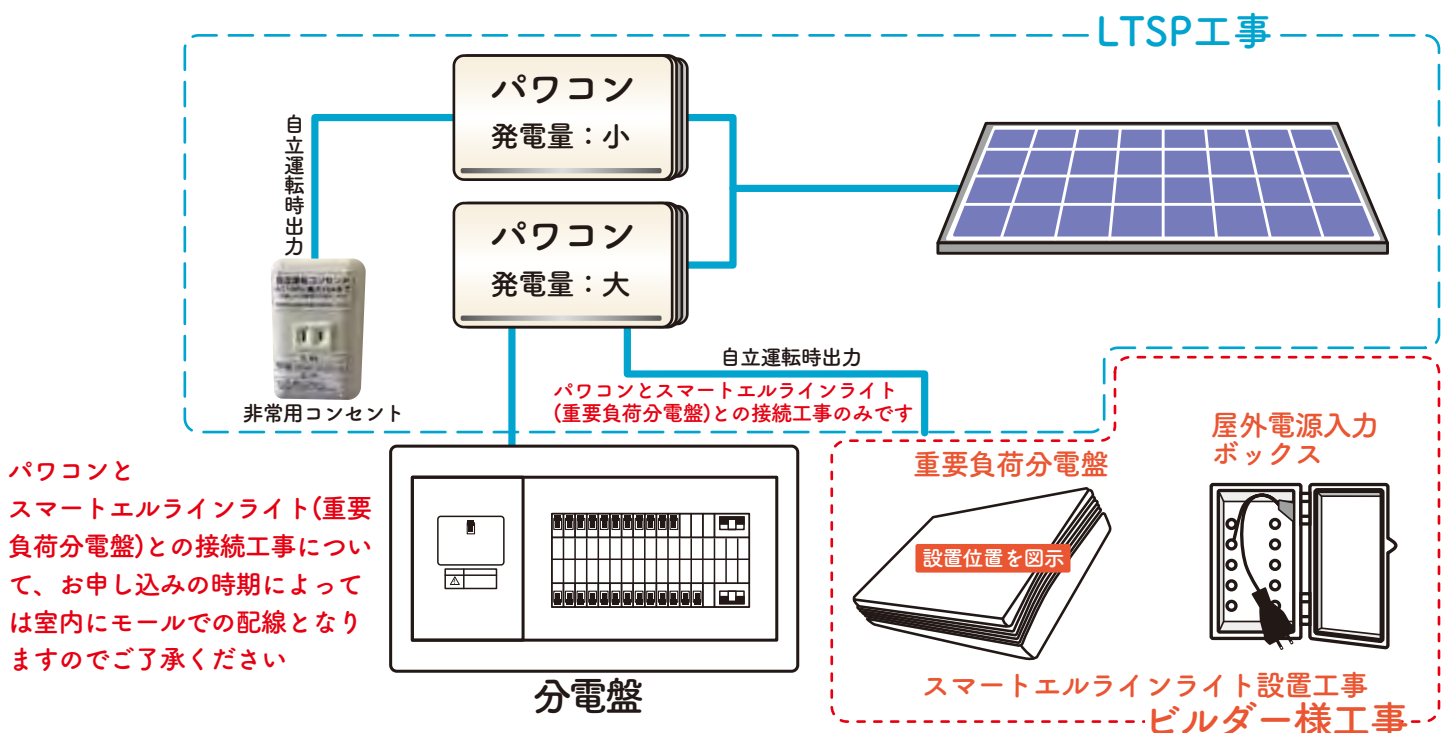 LTSP工事
パワコン
発電量：小
自立運転時出力
パワコン
発電量：大
自立運転時出力
非常用コンセント
パワコンとスマートエルラインライト
(重要負荷分電盤)との接続工事のみです
パワコンと
スマートエルラインライト(重要
負荷分電盤)との接続工事につい
て、お申し込みの時期によって
は室内にモールでの配線となり
ますのでご了承ください
分電盤
重要負荷分電盤
設置位置を図示
屋外電源入力
ボックス
スマートエルラインライト設置工事
ビルダー様工事